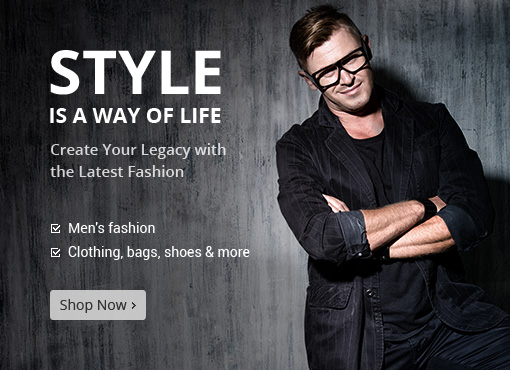 STYLE
IS A WAY OF LIFE
Create Your Legacy with
the Latest Fashion
Men's fashion
Clothing, bags, shoes & more
Shop Now ›